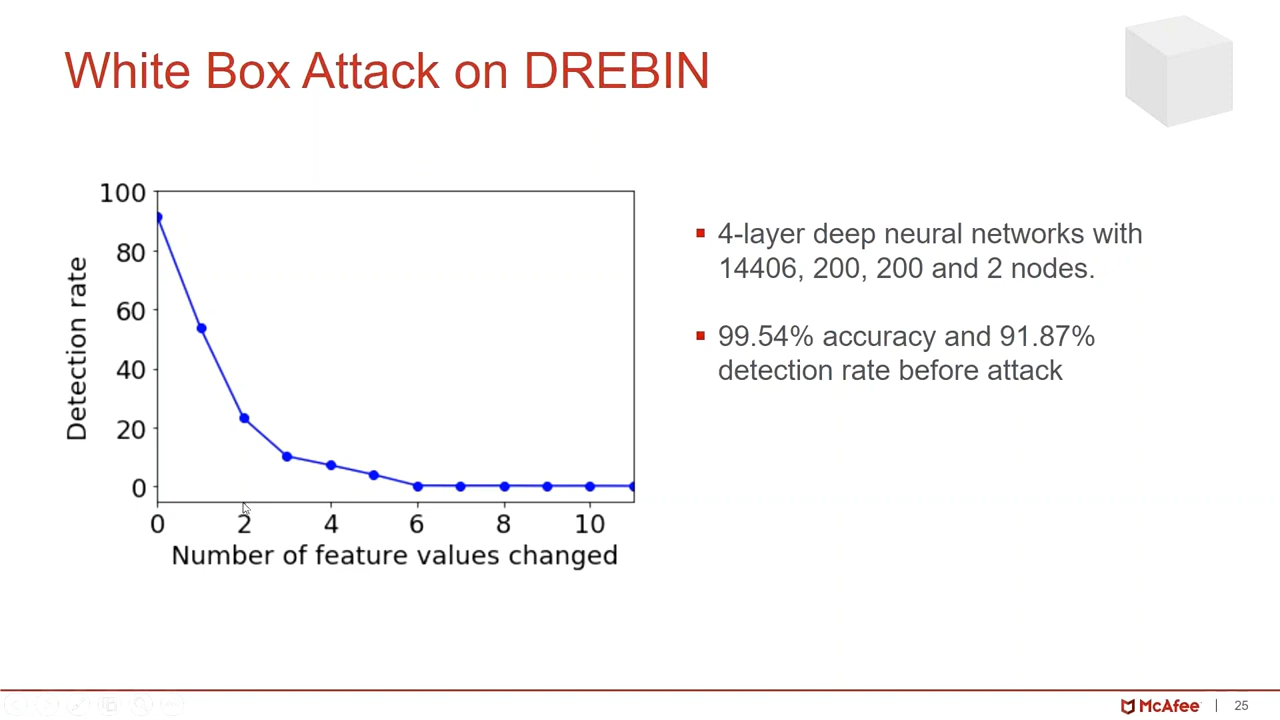 White Box Attack on DREBIN
100
80
60
40
20
0
Detection rate
0 2 4 6 8 10
Number of feature values changed
4-layer deep neural networks with
14406, 200, 200 and 2 nodes.
99.54% accuracy and 91.87%
detection rate before attack
McAfee | 25